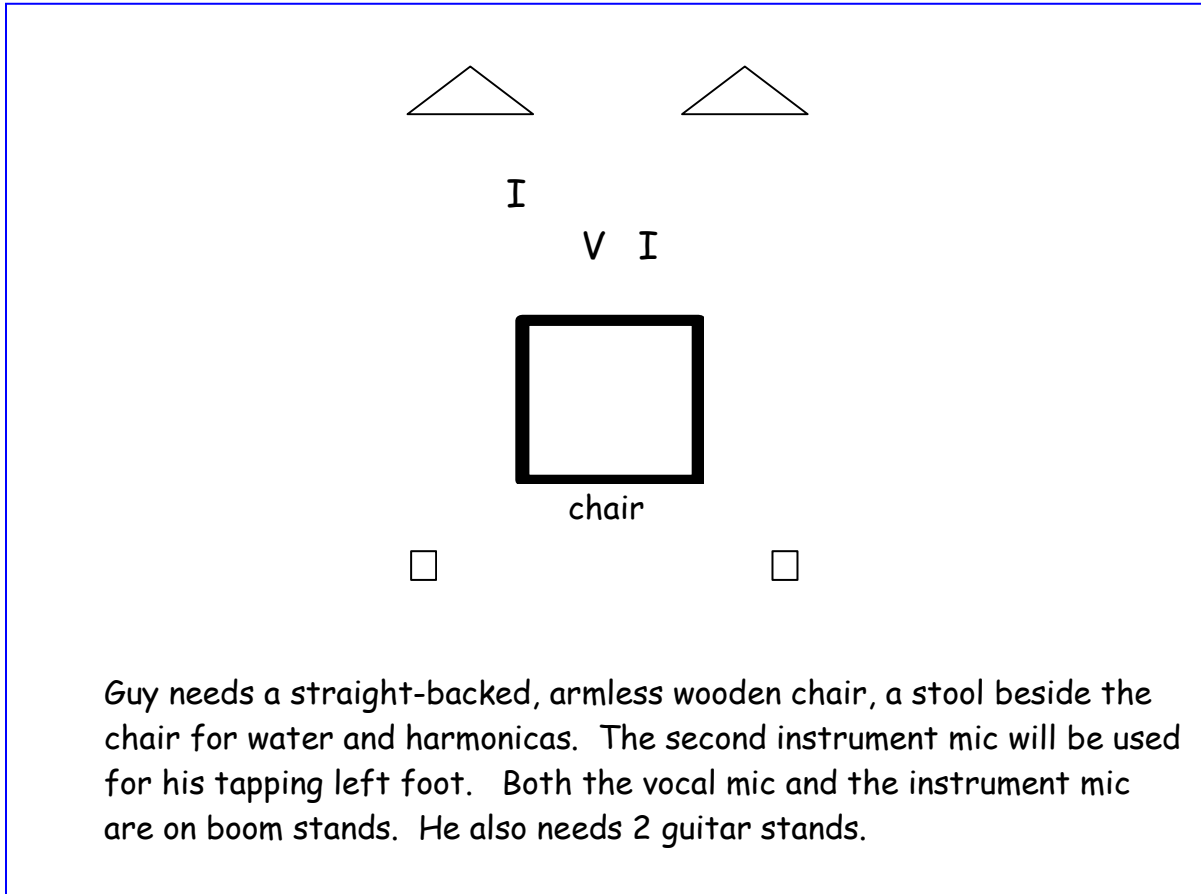 I
V I
chair
Guy needs a straight-backed, armless wooden chair, a stool beside the
chair for water and harmonicas.  The second instrument mic will be used
for his tapping left foot.   Both the vocal mic and the instrument mic
are on boom stands.  He also needs 2 guitar stands.